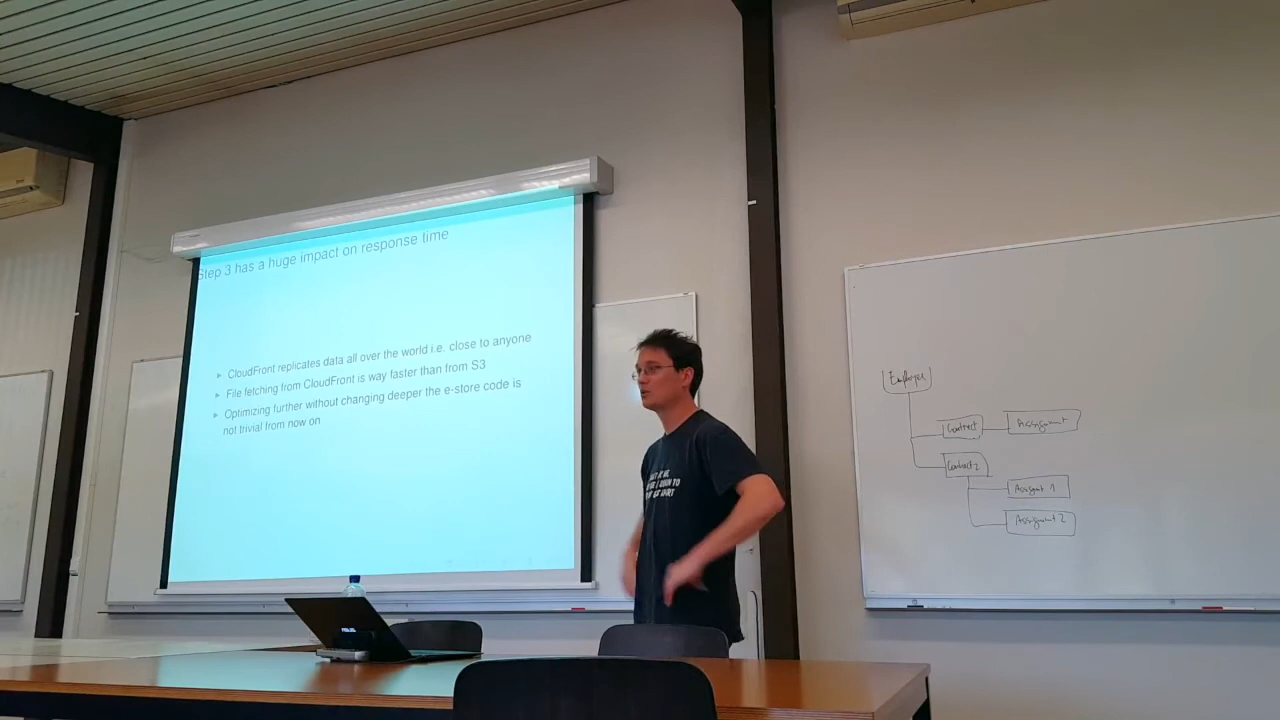 Step 3 has a huge impact on response time
CloudFront replicates data all over the world i.e. close to anyone
File fetching from CloudFront is way faster than from S3
Optimizing further without changing deeper the e-store code is
not trivial from now on
Employee
Contract
Assignment
Contract 2
Assigment 1
Assignment 2
ASUS